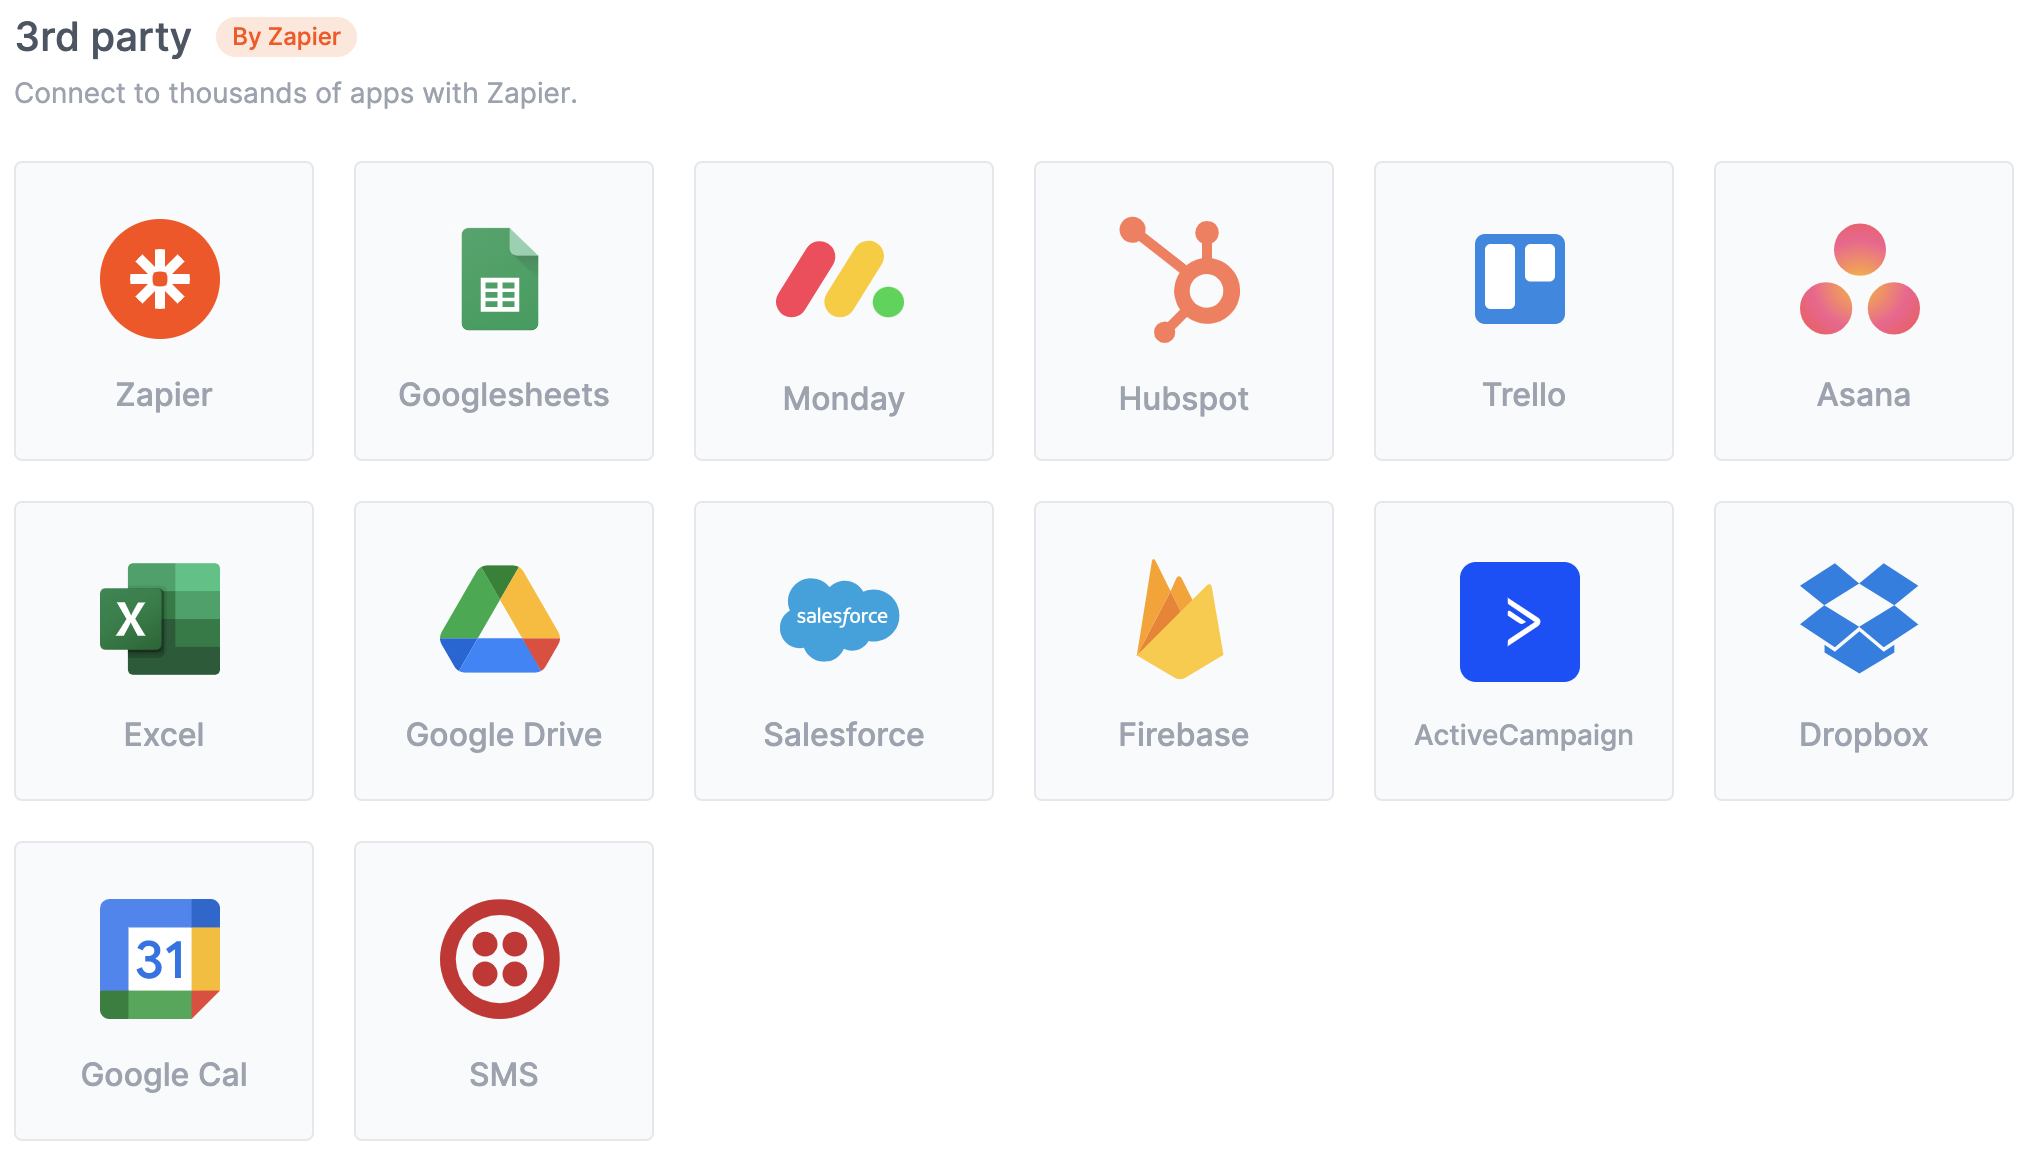 3rd party By Zapier
Connect to thousands of apps with Zapier.
Zapier Googlesheets Monday Hubspot Trello Asana
X salesforce
Excel Google Drive Salesforce Firebase ActiveCampaign Dropbox
31
Google Cal SMS